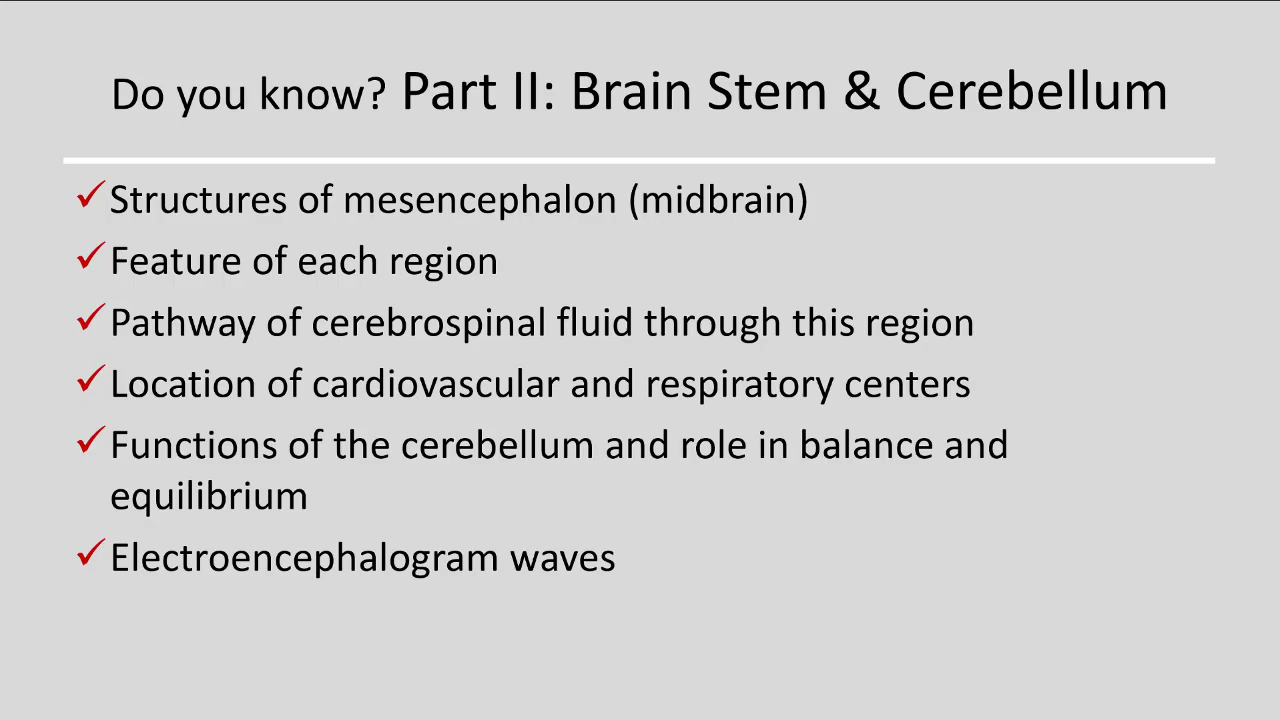 Do you know? Part II: Brain Stem & Cerebellum
✓Structures of mesencephalon (midbrain)
✓Feature of each region
✓Pathway of cerebrospinal fluid through this region
✓Location of cardiovascular and respiratory centers
✓Functions of the cerebellum and role in balance and
equilibrium
✓Electroencephalogram waves